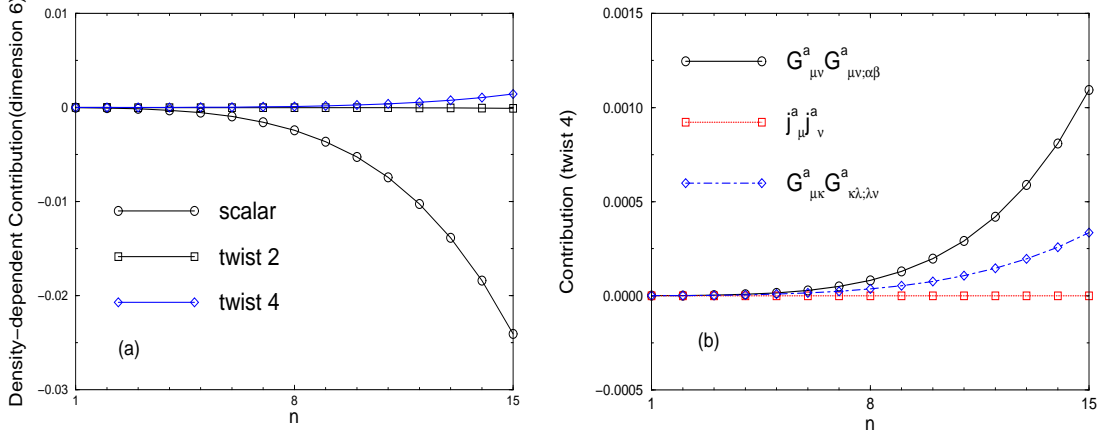 Density−dependent Contribution(dimension 6)
0.01
0
−0.01
−0.02
−0.03
scalar
twist 2
twist 4
(a)
1
8
15
n
Contribution (twist 4)
0.0015
0.0010
0.0005
0.0000
−0.0005
G^a_μν G^a_μν;αβ
j^a_μ j^a_ν
G^a_μκ G^a_κλ;λν
(b)
1
8
15
n